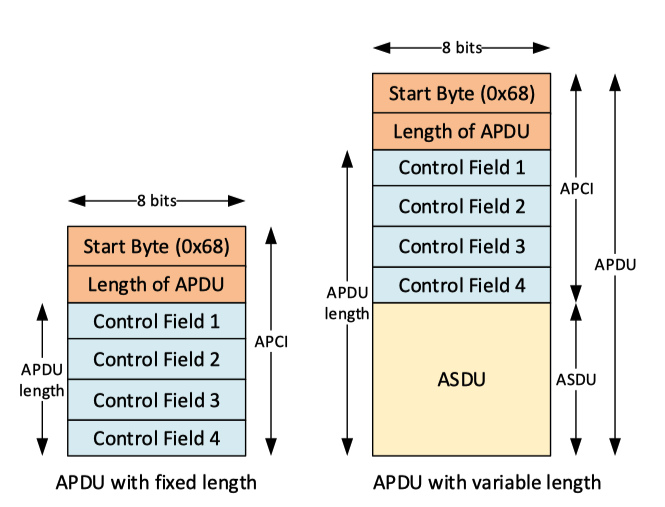 8 bits
Start Byte (0x68)
Length of APDU
Control Field 1
Control Field 2
Control Field 3
Control Field 4
APDU
length
APCI
APDU with fixed length
8 bits
Start Byte (0x68)
Length of APDU
Control Field 1
Control Field 2
Control Field 3
Control Field 4
ASDU
APDU
length
APCI
ASDU
APDU
APDU with variable length